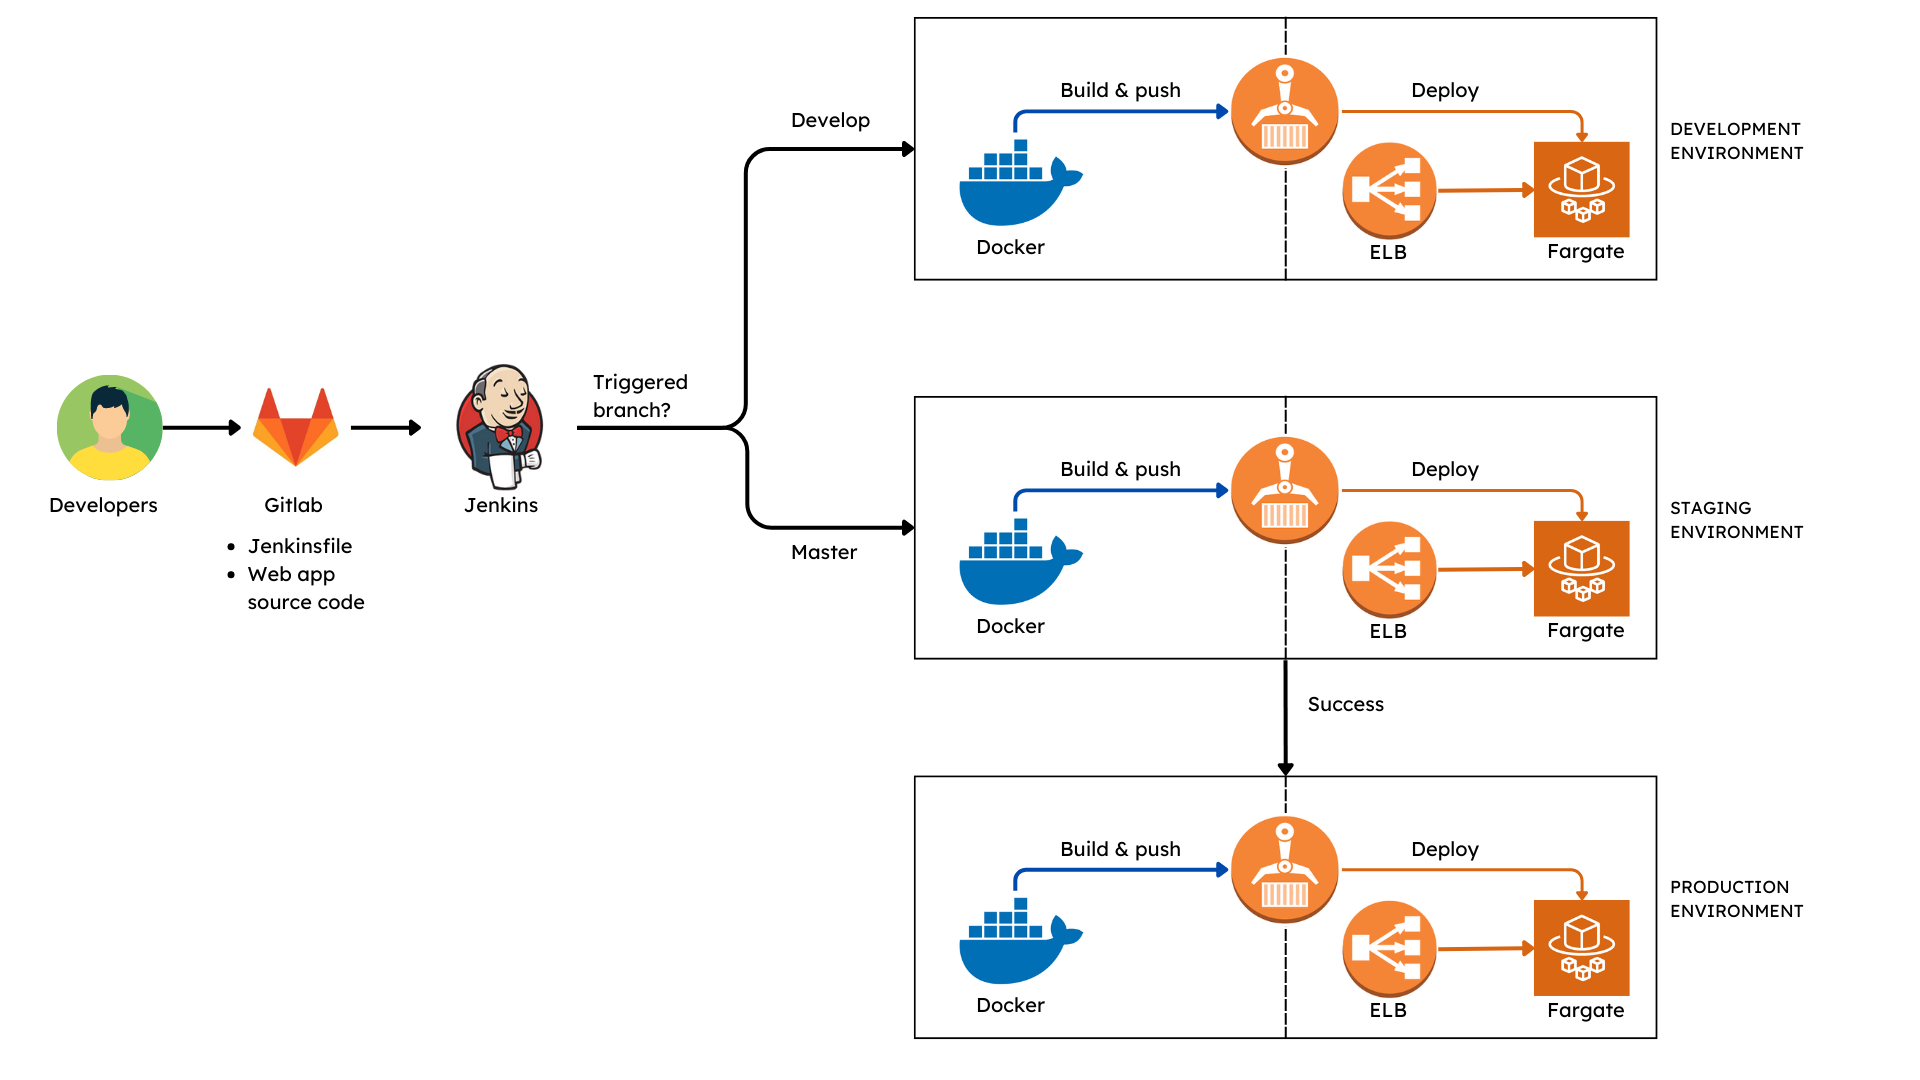 Developers
Gitlab
Jenkinsfile
Web app
source code
Jenkins
Triggered
branch?
Develop
Master
Build & push
Deploy
Docker
ELB
Fargate
DEVELOPMENT
ENVIRONMENT
Build & push
Deploy
Docker
ELB
Fargate
STAGING
ENVIRONMENT
Success
Build & push
Deploy
Docker
ELB
Fargate
PRODUCTION
ENVIRONMENT